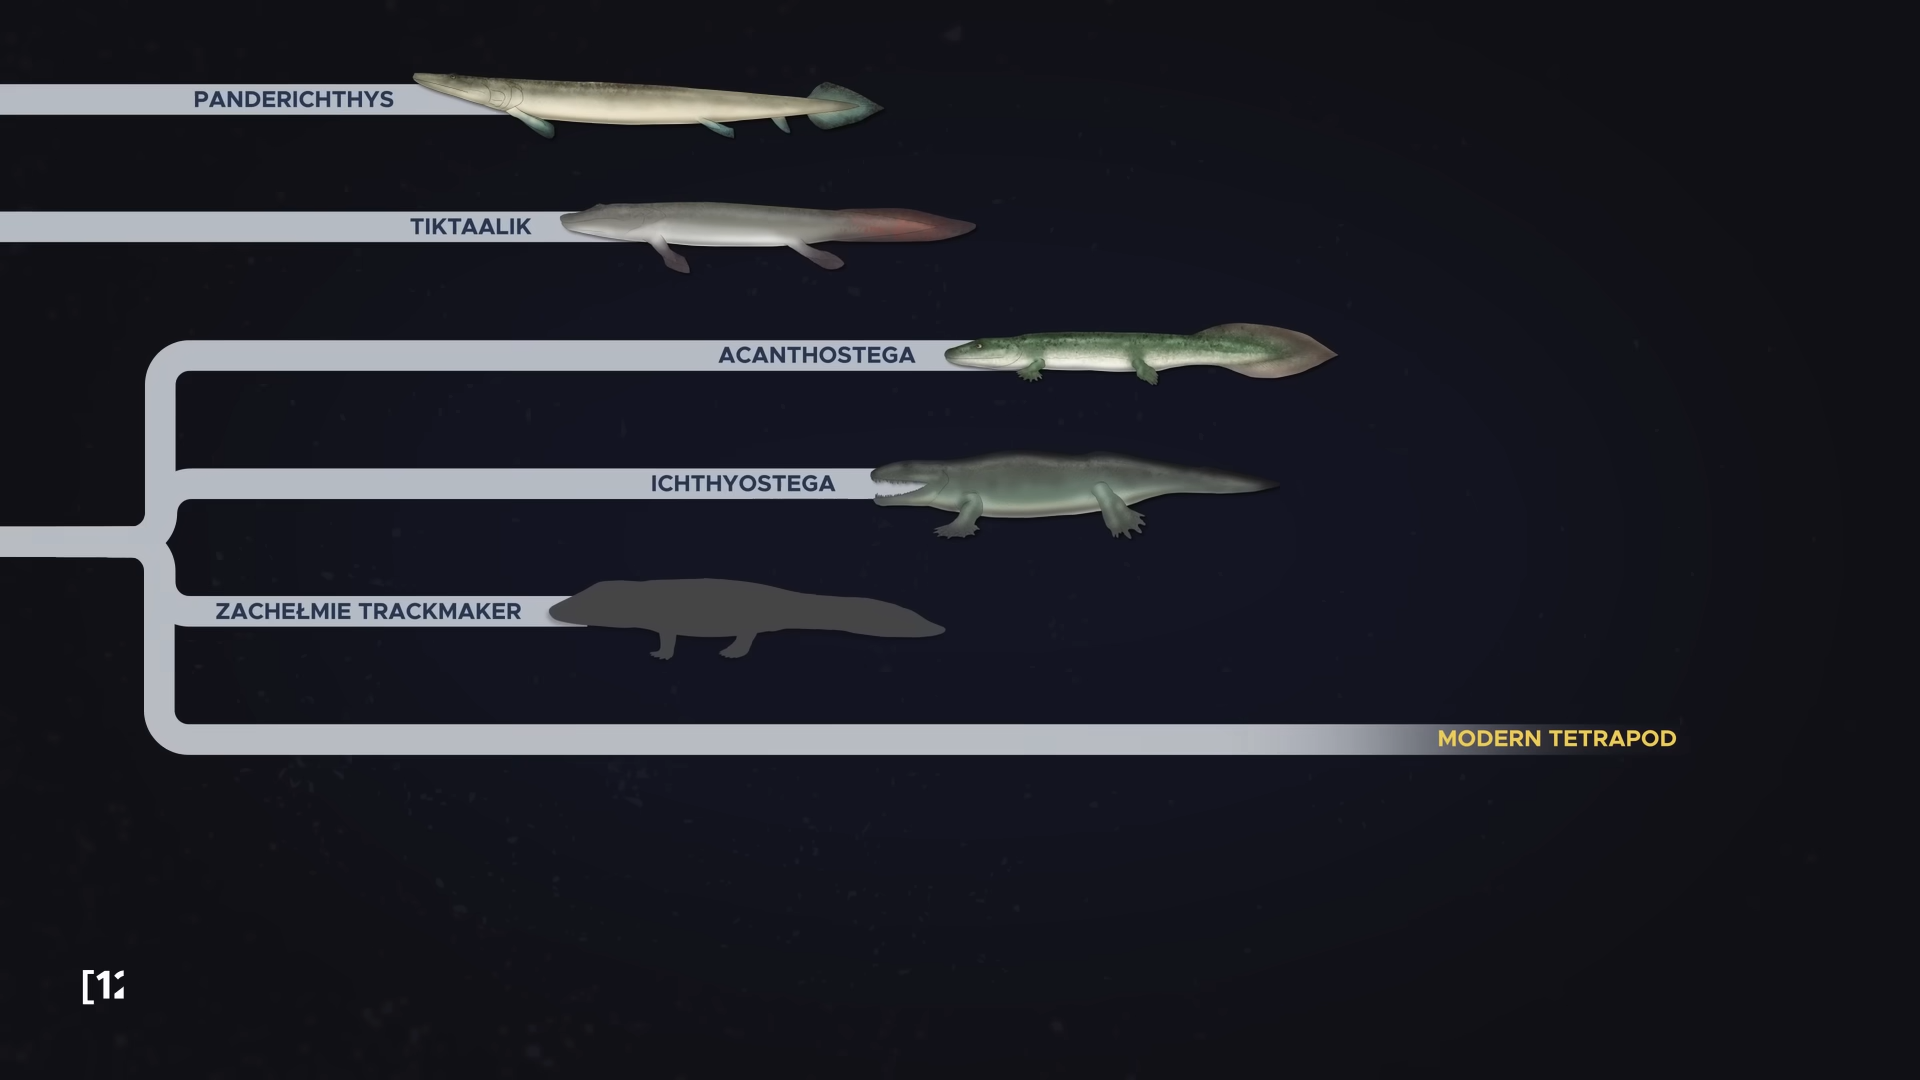 PANDERICHTHYS
TIKTAALIK
ACANTHOSTEGA
ICHTHYOSTEGA
ZACHEŁMIE TRACKMAKER
MODERN TETRAPOD